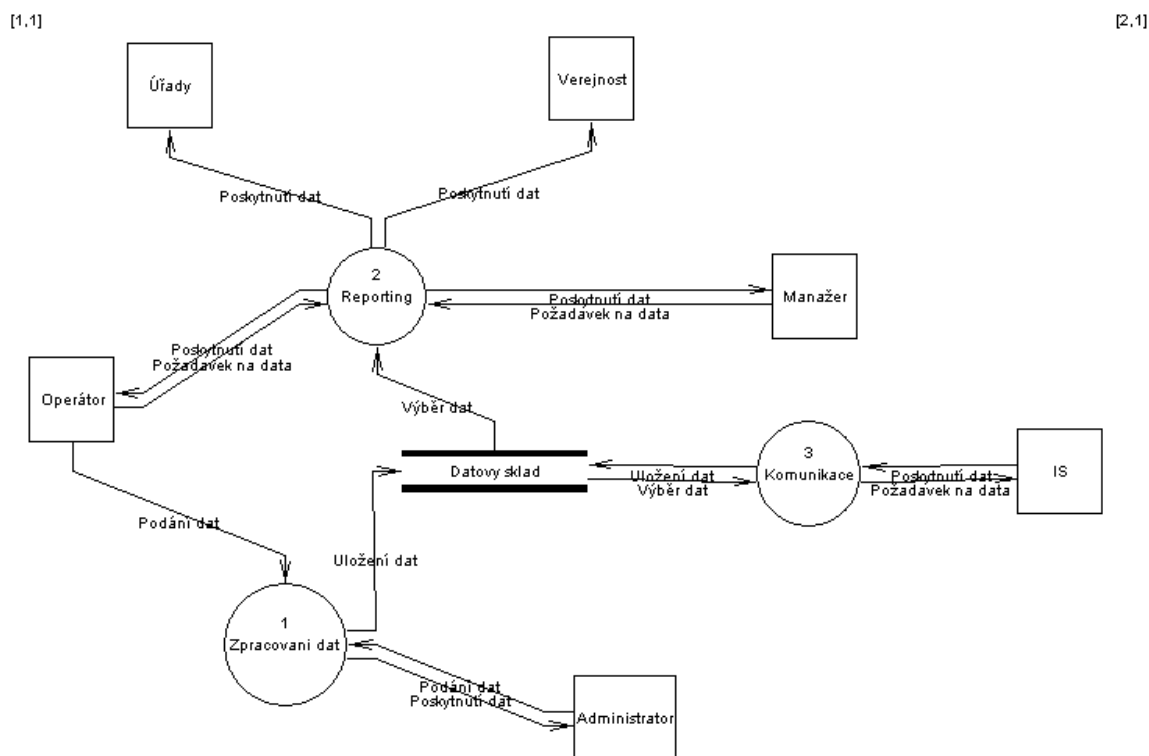 [1,1]
[2,1]
Úřady
Verejnost
Poskytnutí dat
Poskytnutí dat
2
Reporting
Manažer
Poskytnutí dat
Požadavek na data
Poskytnutí dat
Požadavek na data
Operátor
Výběr dat
Datovy sklad
3
Komunikace
IS
Uložení dat
Výběr dat
Poskytnutí dat
Požadavek na data
Podání dat
Uložení dat
1
Zpracovani dat
Podání dat
Poskytnutí dat
Administrator